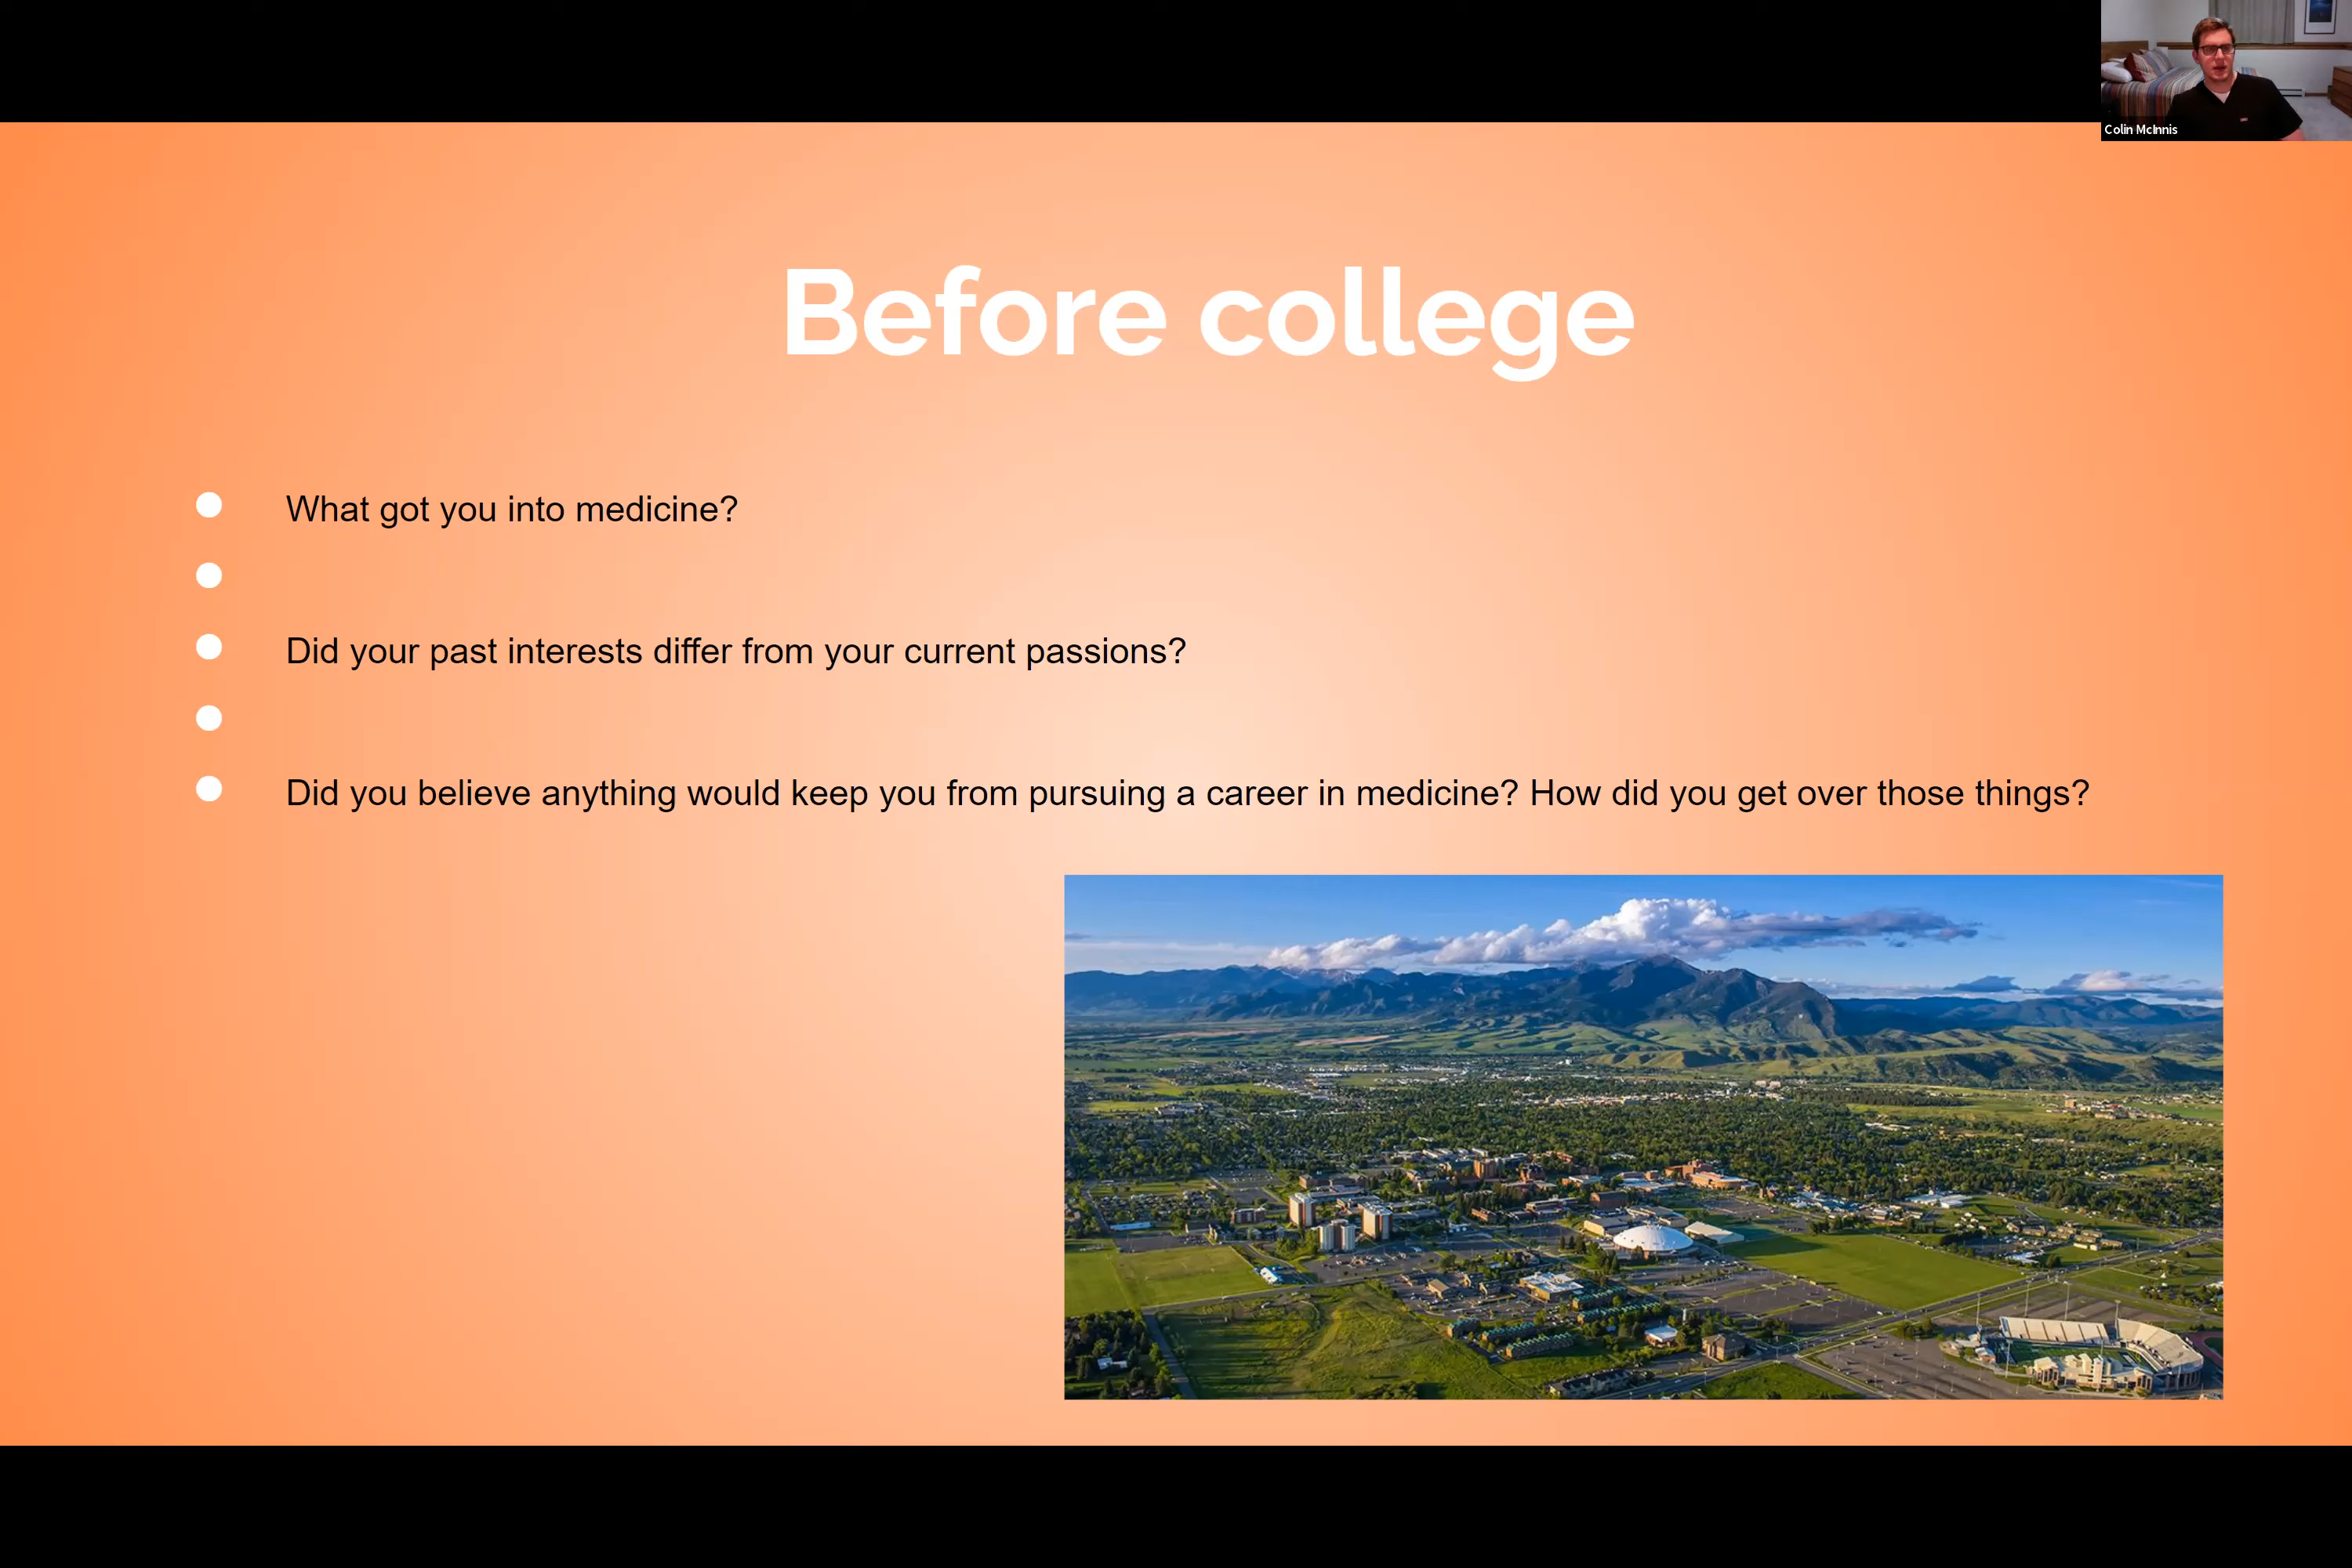 Colin McInnis
Before college
What got you into medicine?
Did your past interests differ from your current passions?
Did you believe anything would keep you from pursuing a career in medicine? How did you get over those things?